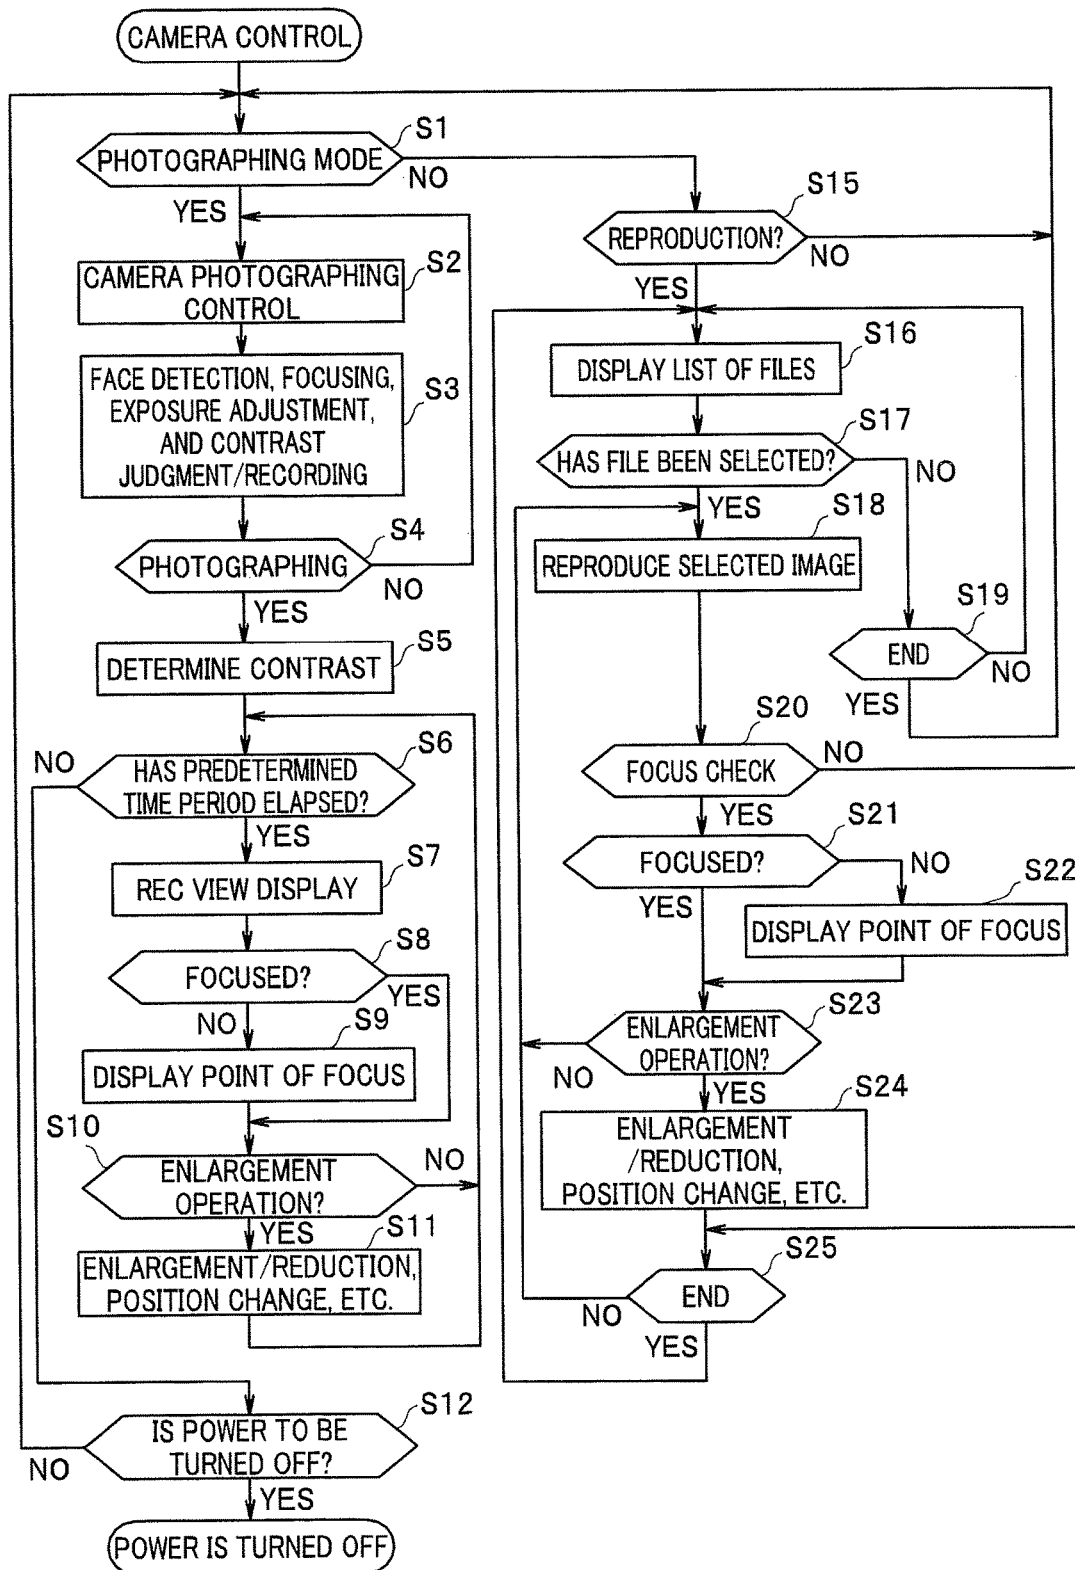 CAMERA CONTROL
S1
PHOTOGRAPHING MODE
NO
YES
S2
CAMERA PHOTOGRAPHING
CONTROL
S3
FACE DETECTION, FOCUSING,
EXPOSURE ADJUSTMENT,
AND CONTRAST
JUDGMENT/RECORDING
S4
PHOTOGRAPHING
NO
YES
S5
DETERMINE CONTRAST
S6
NO
HAS PREDETERMINED
TIME PERIOD ELAPSED?
YES
S7
REC VIEW DISPLAY
S8
FOCUSED?
YES
NO
S9
DISPLAY POINT OF FOCUS
S10
ENLARGEMENT
OPERATION?
NO
YES
S11
ENLARGEMENT/REDUCTION,
POSITION CHANGE, ETC.
S12
IS POWER TO BE
TURNED OFF?
NO
YES
POWER IS TURNED OFF
S15
REPRODUCTION?
NO
YES
S16
DISPLAY LIST OF FILES
S17
HAS FILE BEEN SELECTED?
NO
YES
S18
REPRODUCE SELECTED IMAGE
S19
END
NO
YES
S20
FOCUS CHECK
NO
YES
S21
FOCUSED?
NO
YES
S22
DISPLAY POINT OF FOCUS
S23
ENLARGEMENT
OPERATION?
NO
YES
S24
ENLARGEMENT
/REDUCTION,
POSITION CHANGE, ETC.
S25
END
NO
YES